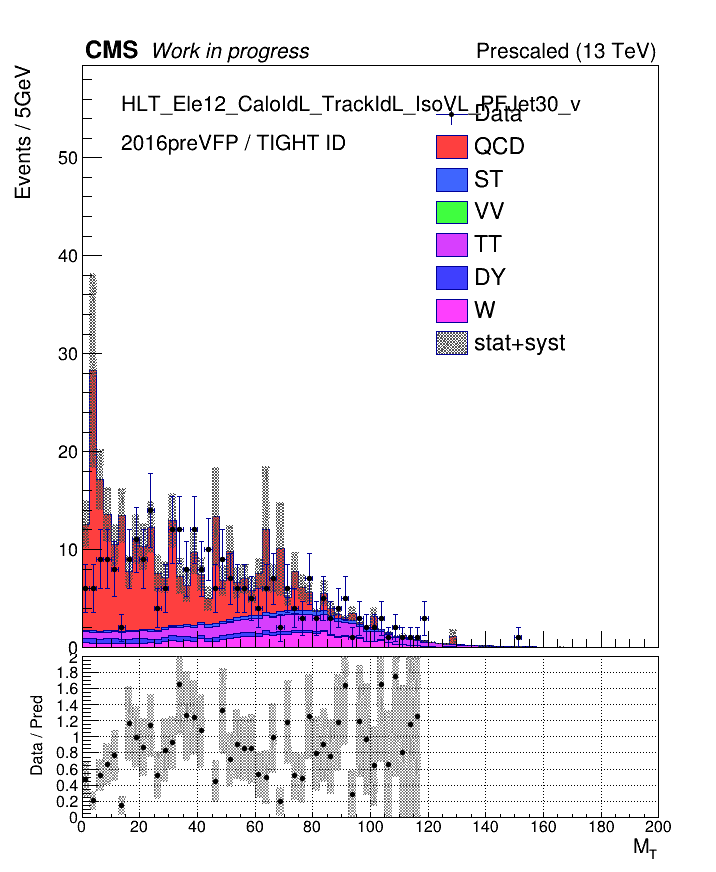 CMS Work in progress Prescaled (13 TeV)
Events / 5GeV
HLT_Ele12_CaloIdL_TrackIdL_IsoVL_PFJet30_v
2016preVFP / TIGHT ID
Data
QCD
ST
VV
TT
DY
W
stat+syst
50
40
30
20
10
0
Data / Pred
2
1.8
1.6
1.4
1.2
1
0.8
0.6
0.4
0.2
0
0 20 40 60 80 100 120 140 160 180 200
M_T